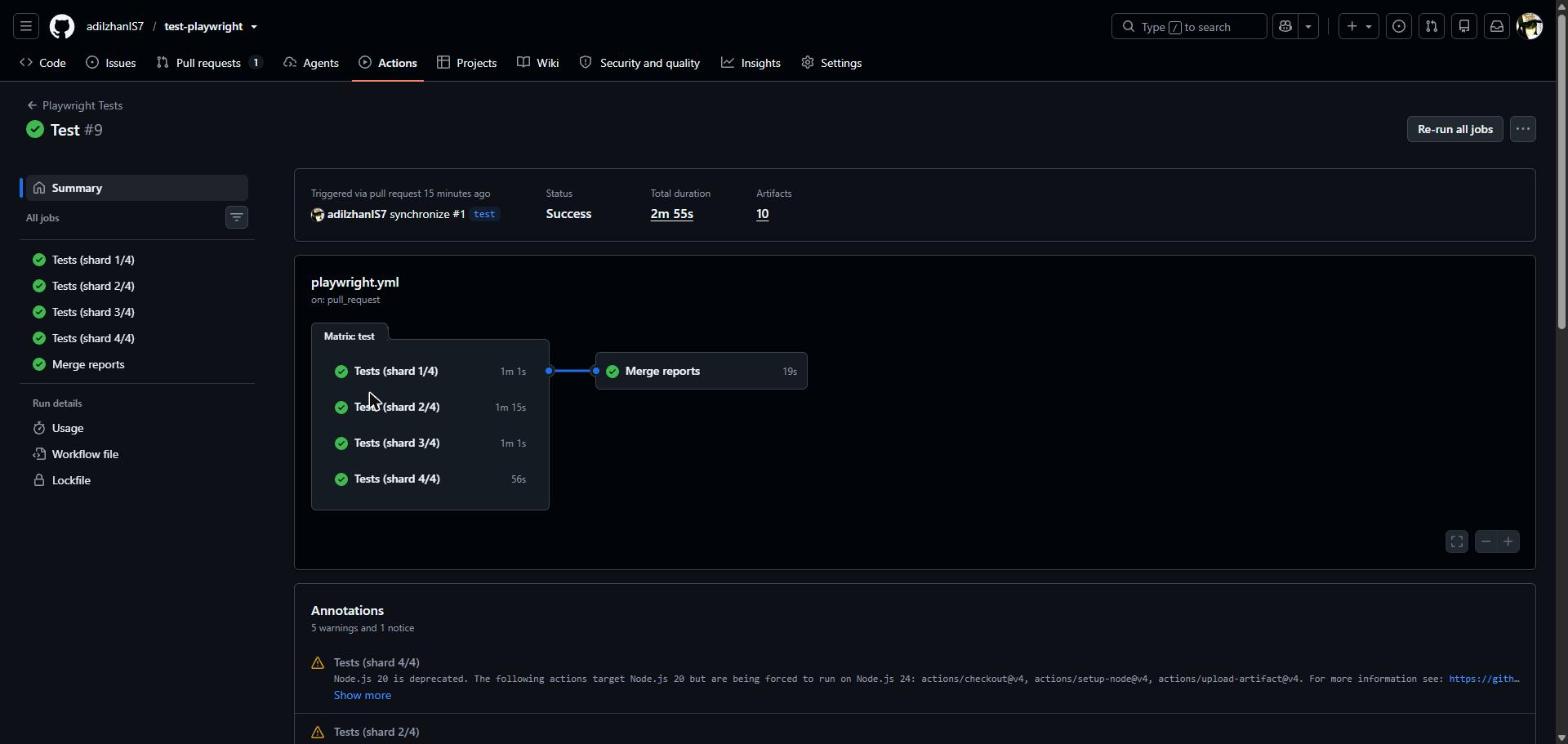 adilzhanIS7 / test-playwright
Type / to search
Code
Issues
Pull requests 1
Agents
Actions
Projects
Wiki
Security and quality
Insights
Settings
Playwright Tests
Test #9
Re-run all jobs
Summary
All jobs
Tests (shard 1/4)
Tests (shard 2/4)
Tests (shard 3/4)
Tests (shard 4/4)
Merge reports
Run details
Usage
Workflow file
Lockfile
Triggered via pull request 15 minutes ago
adilzhanIS7 synchronize #1 test
Status
Success
Total duration
2m 55s
Artifacts
10
playwright.yml
on: pull_request
Matrix: test
Tests (shard 1/4) 1m 1s
Tests (shard 2/4) 1m 15s
Tests (shard 3/4) 1m 1s
Tests (shard 4/4) 56s
Merge reports 19s
Annotations
5 warnings and 1 notice
Tests (shard 4/4)
Node.js 20 is deprecated. The following actions target Node.js 20 but are being forced to run on Node.js 24: actions/checkout@v4, actions/setup-node@v4, actions/upload-artifact@v4. For more information see: https://gith…
Show more
Tests (shard 2/4)